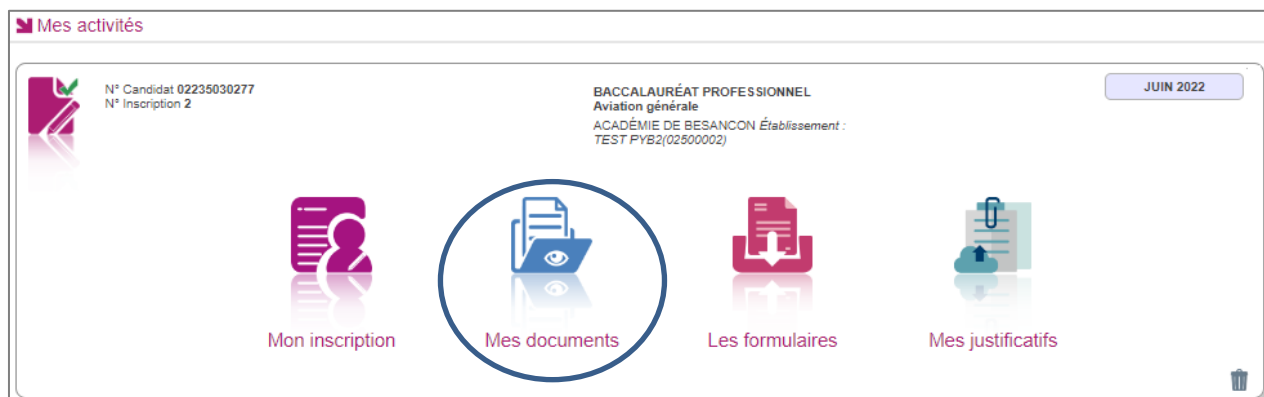 Mes activités
N° Candidat 02235030277
N° Inscription 2
BACCALAURÉAT PROFESSIONNEL
Aviation générale
ACADÉMIE DE BESANCON Établissement :
TEST PYB2(02500002)
JUIN 2022
Mon inscription
Mes documents
Les formulaires
Mes justificatifs